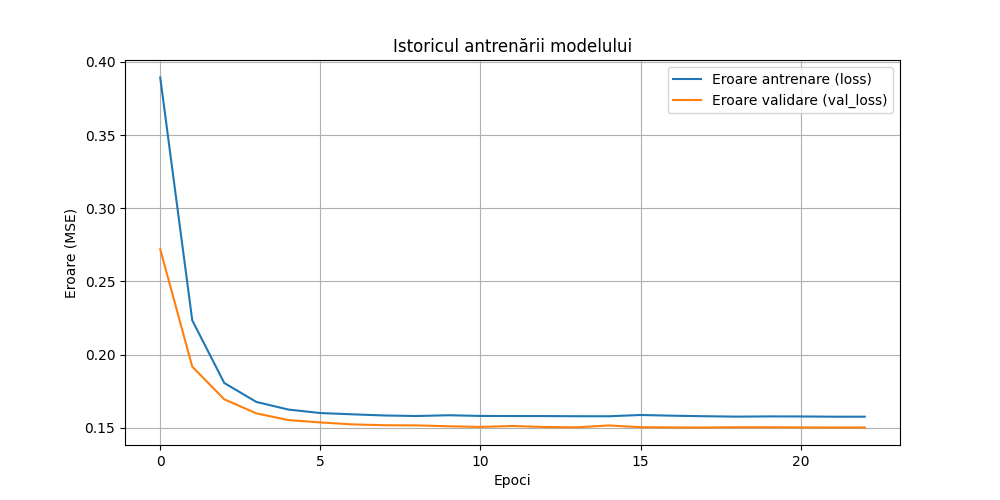 Istoricul antrenării modelului
Eroare antrenare (loss)
Eroare validare (val_loss)
Eroare (MSE)
0.40
0.35
0.30
0.25
0.20
0.15
0 5 10 15 20
Epoci